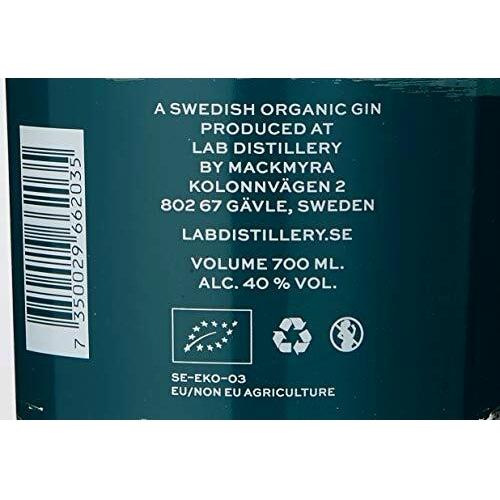 A SWEDISH ORGANIC GIN
PRODUCED AT
LAB DISTILLERY
BY MACKMYRA
KOLONNVÄGEN 2
802 67 GÄVLE, SWEDEN
LABDISTILLERY.SE
VOLUME 700 ML.
ALC. 40 % VOL.
SE-EKO-03
EU/NON EU AGRICULTURE
7 350029 662035